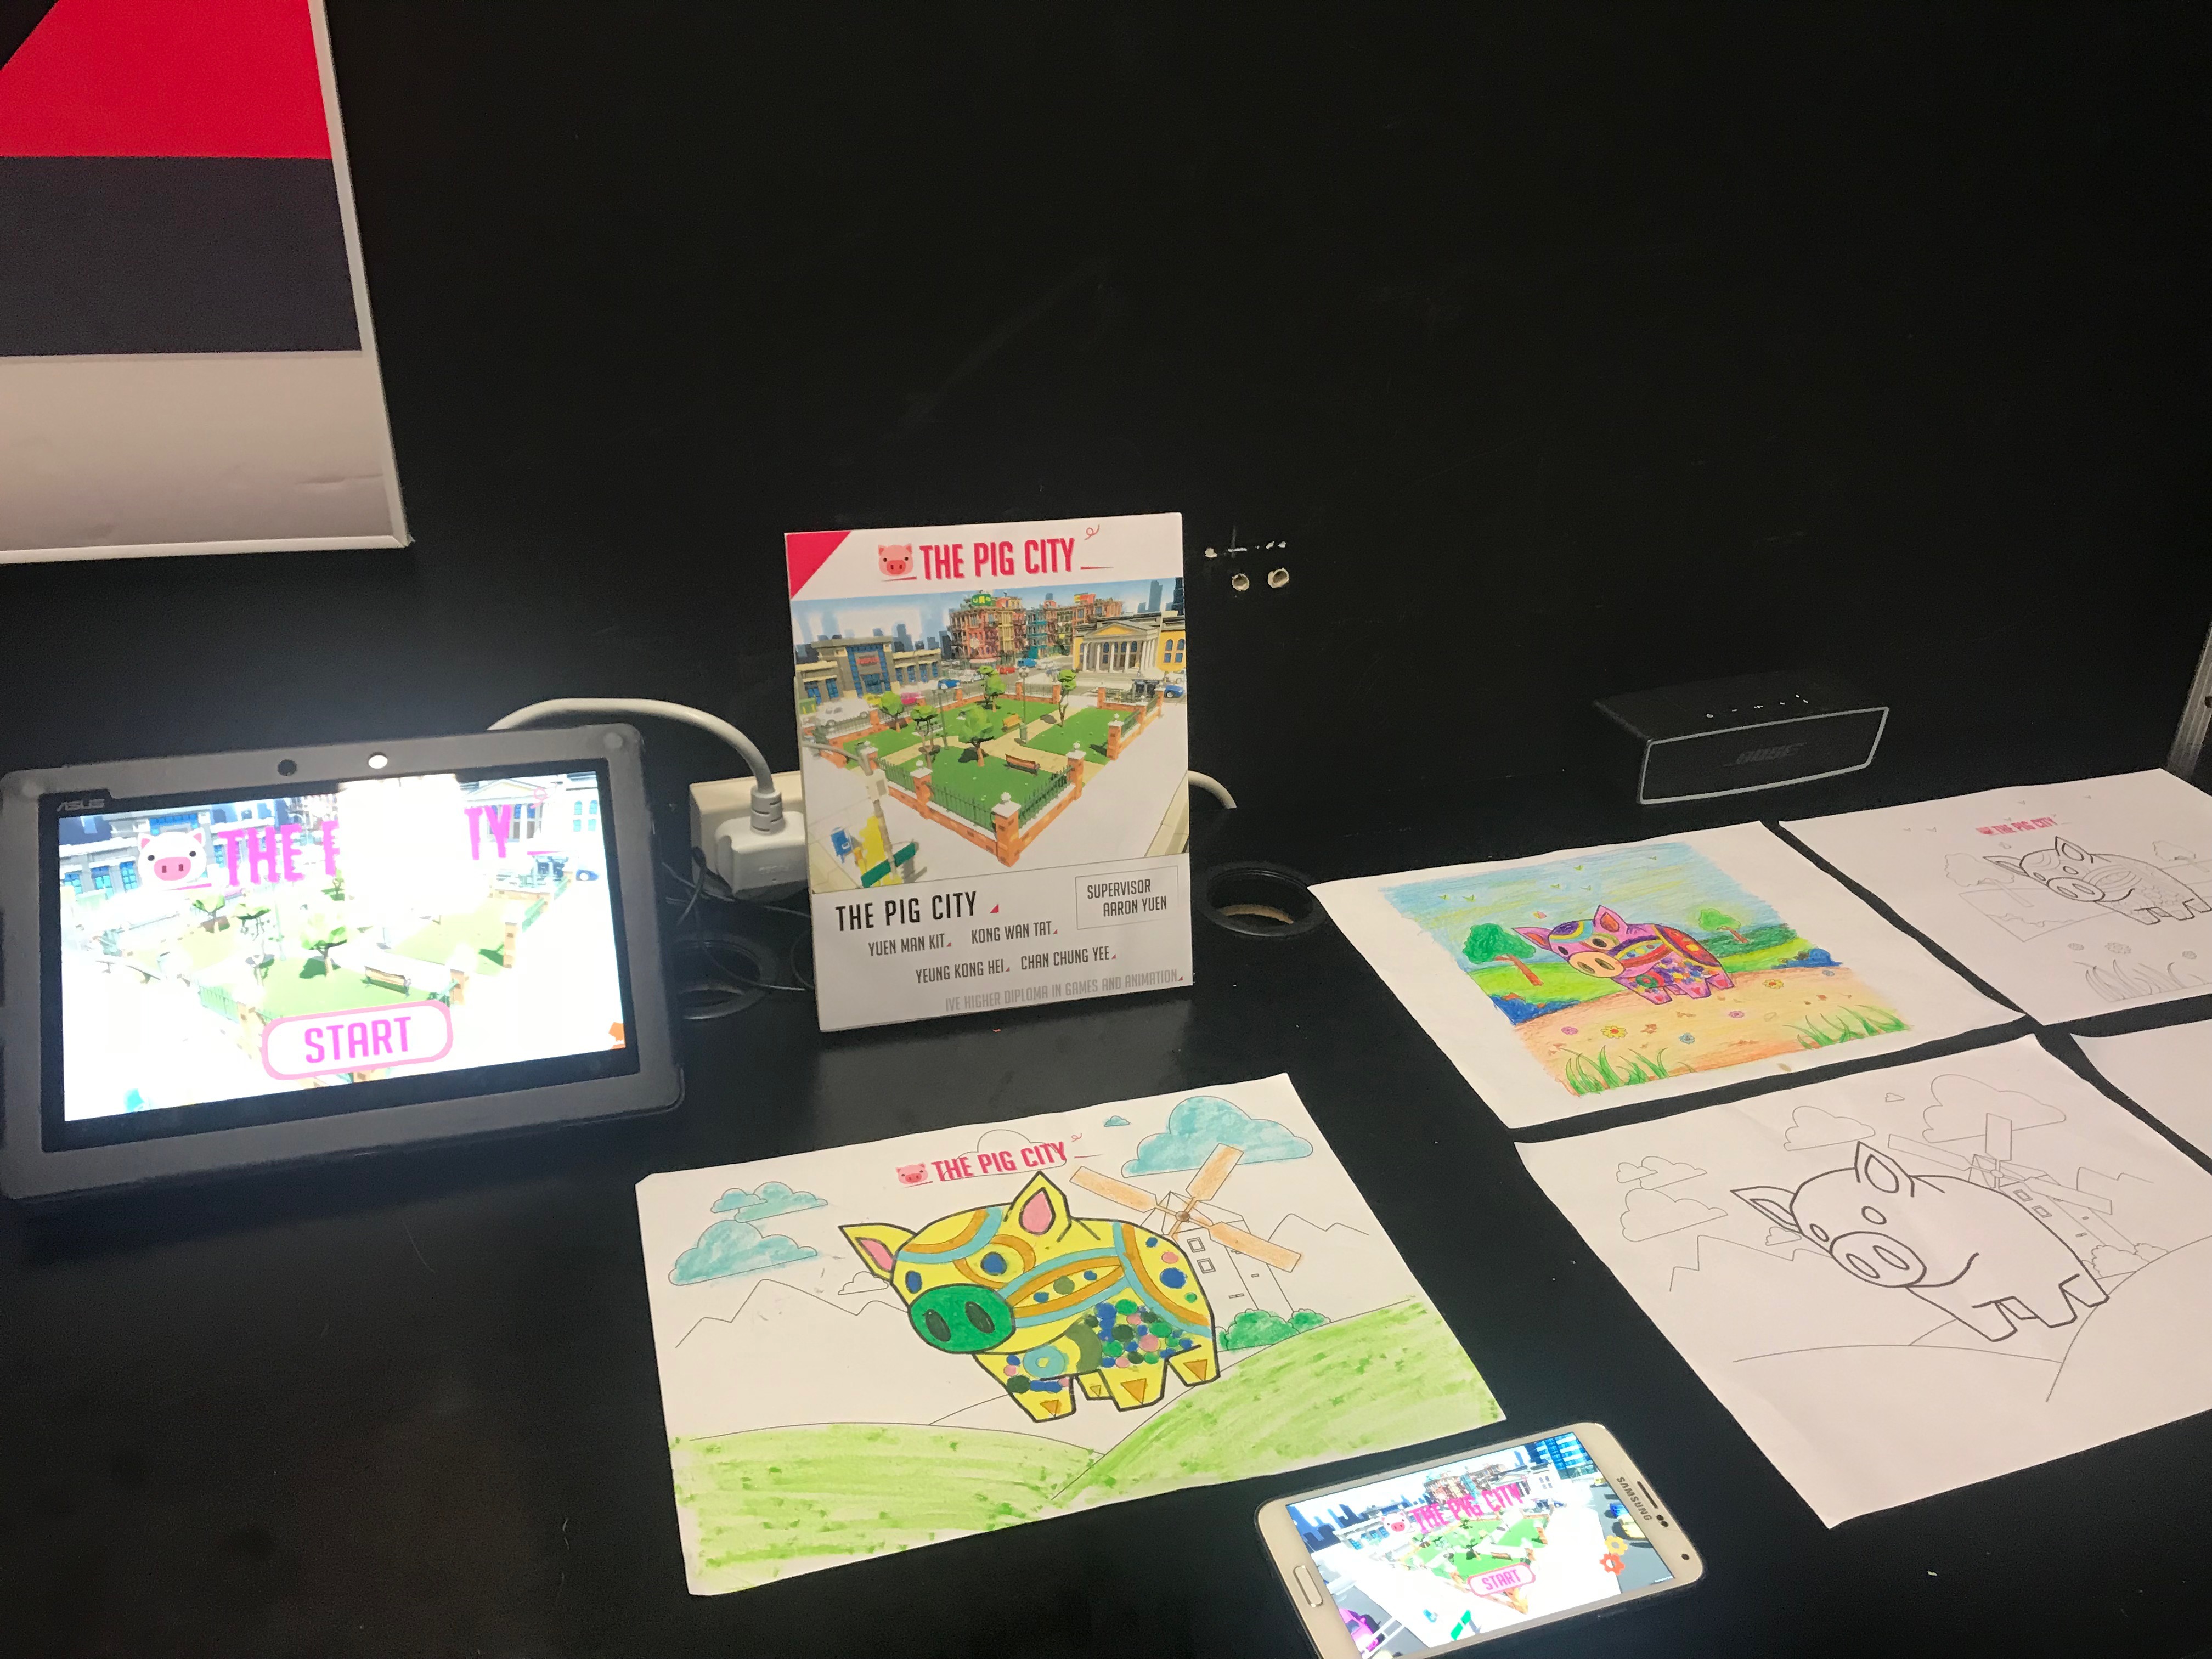 THE PIG CITY
THE PIG CITY
SUPERVISOR
AARON YUEN
YUEN MAN KIT
KONG WAN TAT
YEUNG KONG HEI
CHAN CHUNG YEE
IVE HIGHER DIPLOMA IN GAMES AND ANIMATION
ASUS
THE P TY
START
BOSE
THE PIG CITY
THE PIG CITY
SAMSUNG
THE PIG CITY
START